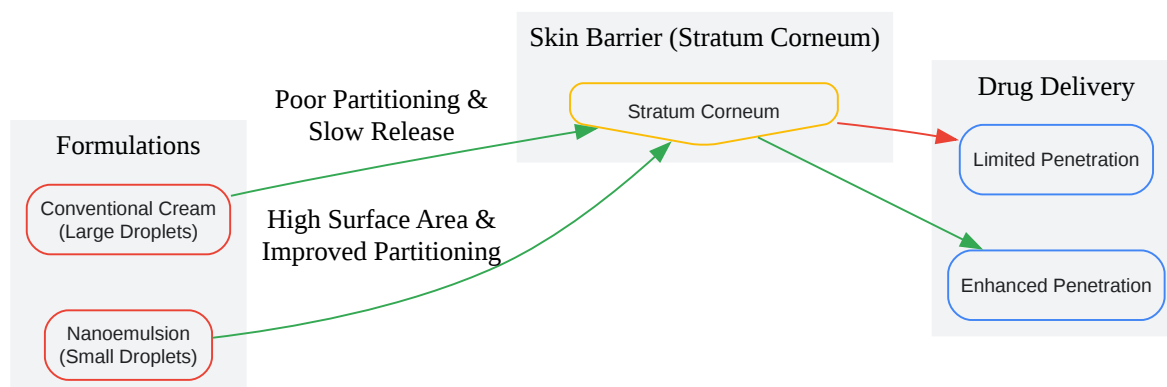 Formulations
Conventional Cream
(Large Droplets)
Nanoemulsion
(Small Droplets)
Poor Partitioning &
Slow Release
High Surface Area &
Improved Partitioning
Skin Barrier (Stratum Corneum)
Stratum Corneum
Drug Delivery
Limited Penetration
Enhanced Penetration